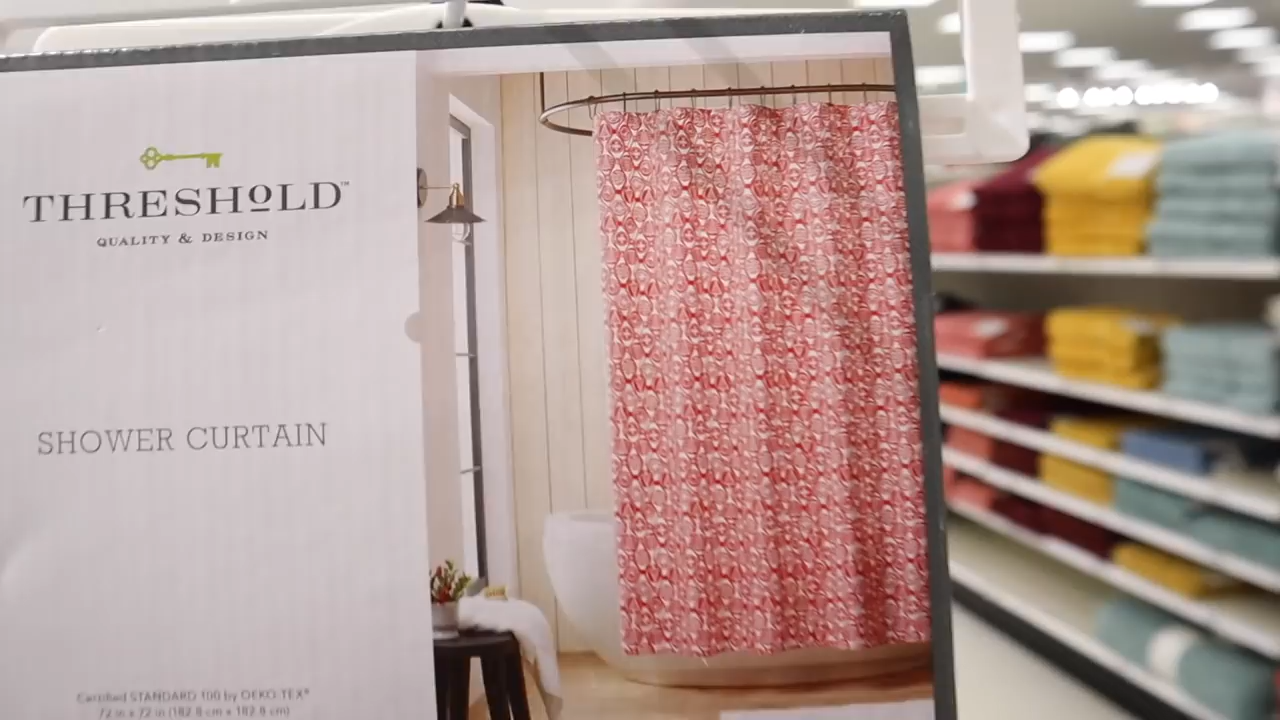 THRESHOLD™
QUALITY & DESIGN
SHOWER CURTAIN
Certified STANDARD 100 by OEKO-TEX®
72 in x 72 in (182.8 cm x 182.8 cm)